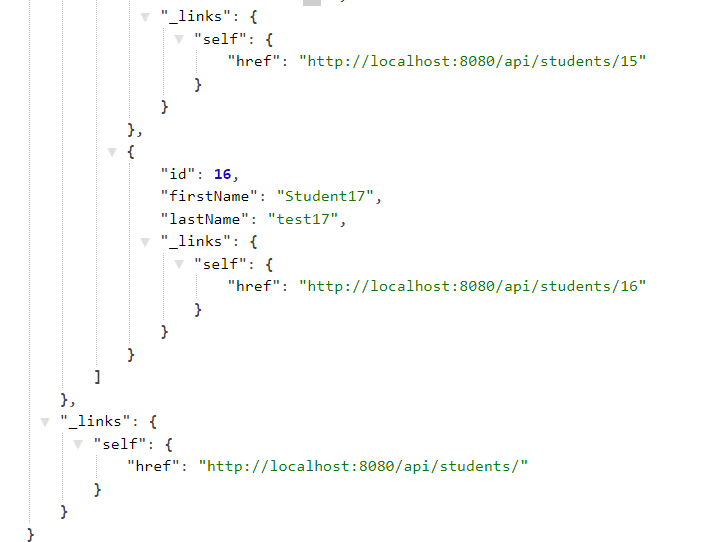 "_links": {
"self": {
"href": "http://localhost:8080/api/students/15"
}
}
},
{
"id": 16,
"firstName": "Student17",
"lastName": "test17",
"_links": {
"self": {
"href": "http://localhost:8080/api/students/16"
}
}
}
]
},
"_links": {
"self": {
"href": "http://localhost:8080/api/students/"
}
}
}